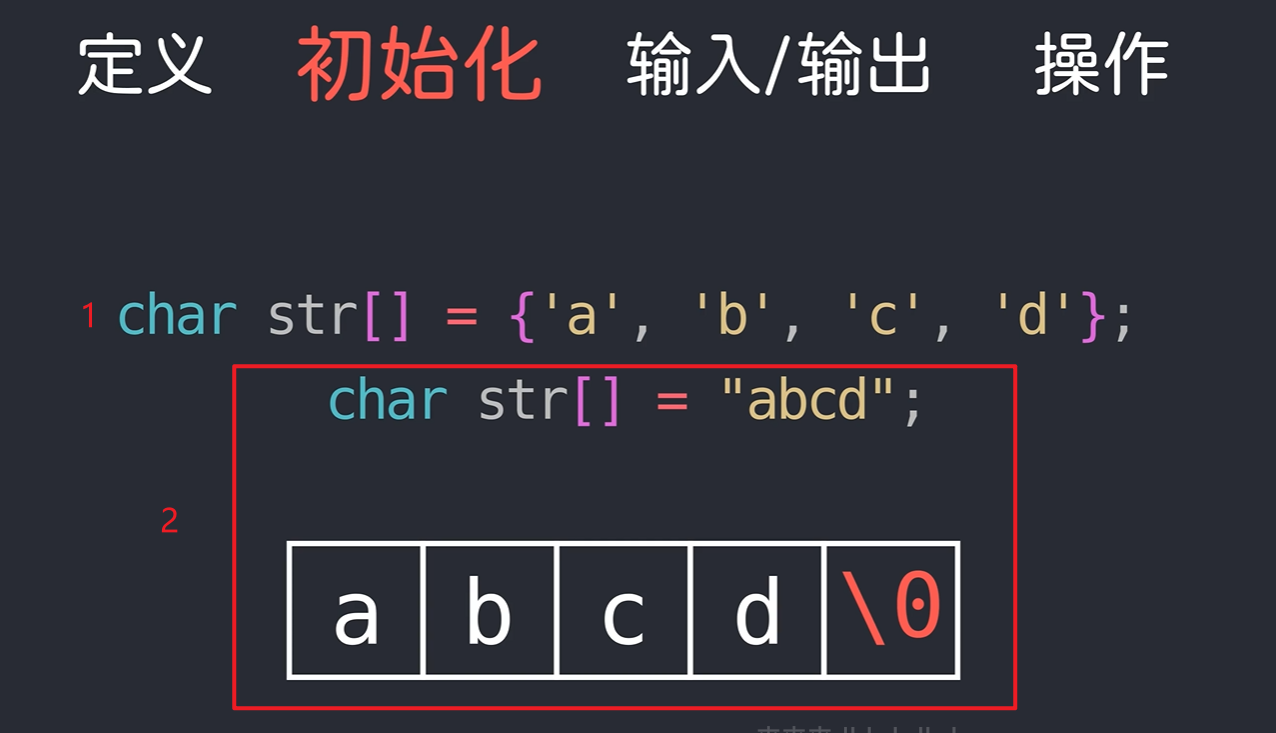 定义 初始化 输入/输出 操作
1 char str[] = {'a', 'b', 'c', 'd'};
char str[] = "abcd";
2
a b c d \0